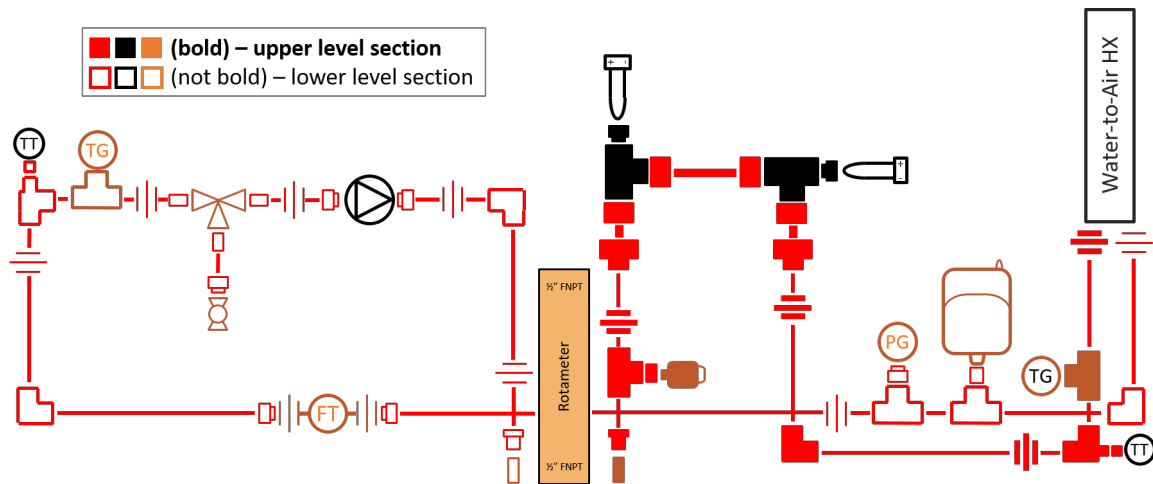 (bold) – upper level section
(not bold) – lower level section
+ -
Water-to-Air HX
TT
TG
+
-
½” FNPT
PG
Rotameter
TG
FT
TT
½” FNPT